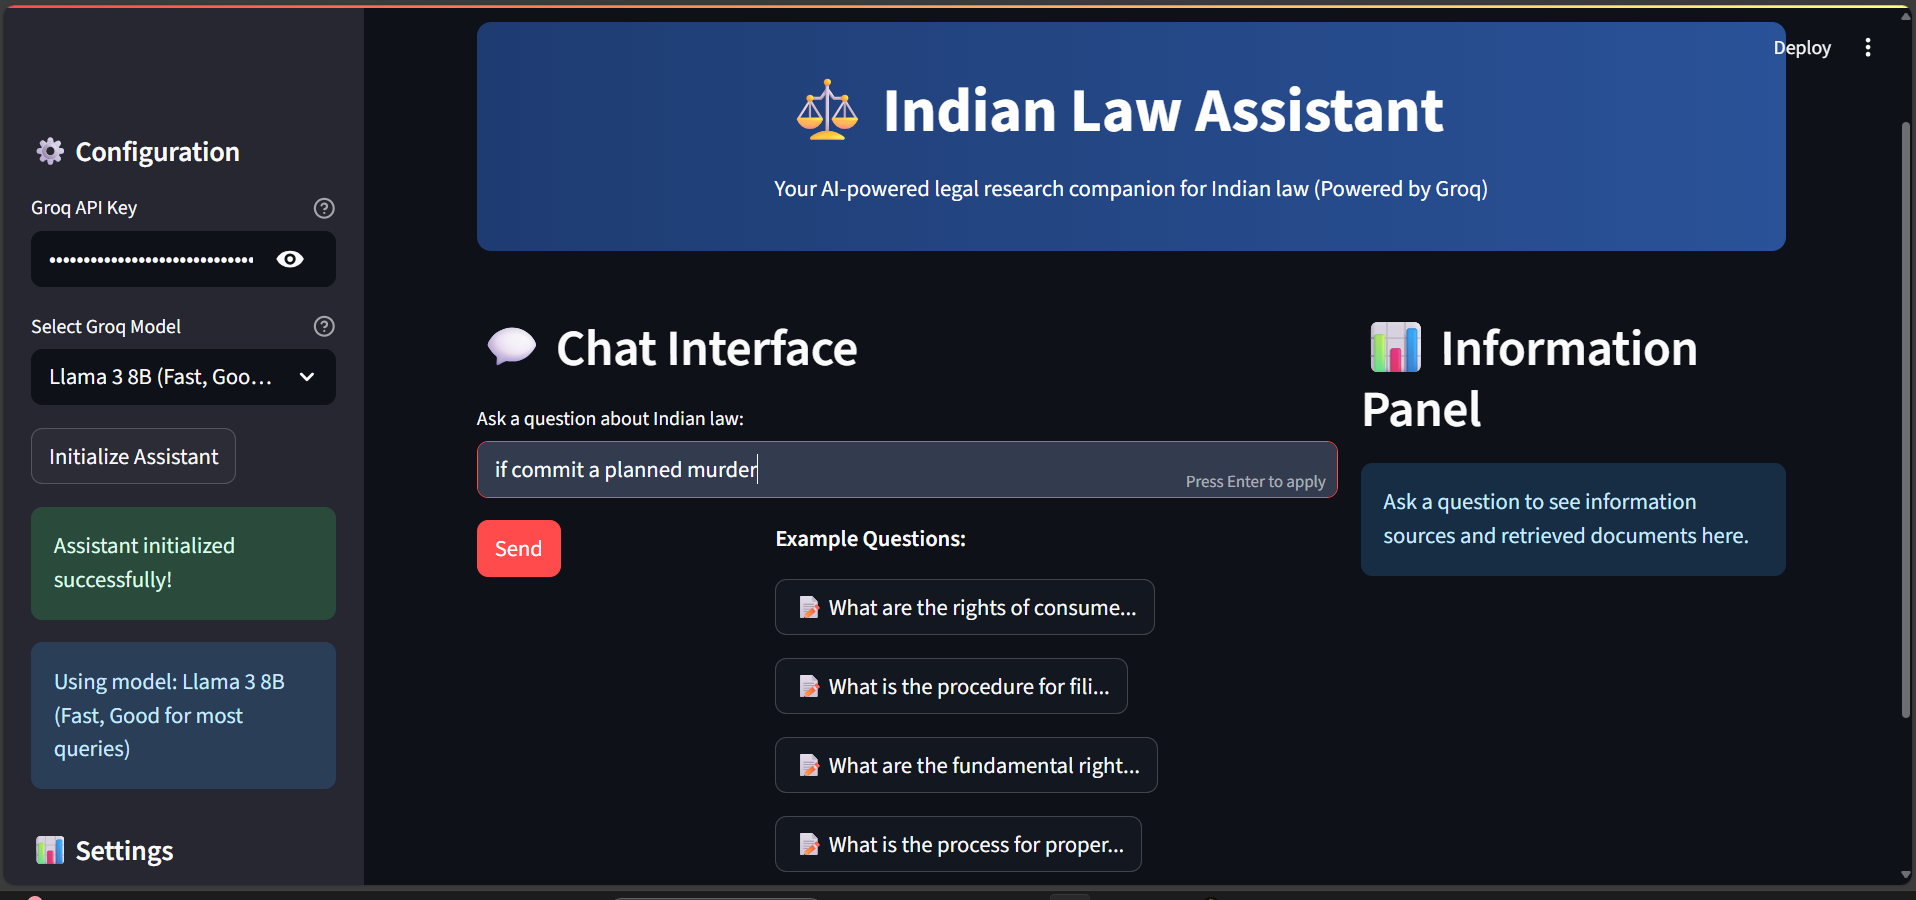 Deploy
Configuration
Groq API Key
Select Groq Model
Llama 3 8B (Fast, Goo...
Initialize Assistant
Assistant initialized
successfully!
Using model: Llama 3 8B
(Fast, Good for most
queries)
Settings
Indian Law Assistant
Your AI-powered legal research companion for Indian law (Powered by Groq)
Chat Interface
Ask a question about Indian law:
if commit a planned murder
Press Enter to apply
Send
Example Questions:
What are the rights of consume...
What is the procedure for fili...
What are the fundamental right...
What is the process for proper...
Information
Panel
Ask a question to see information
sources and retrieved documents here.